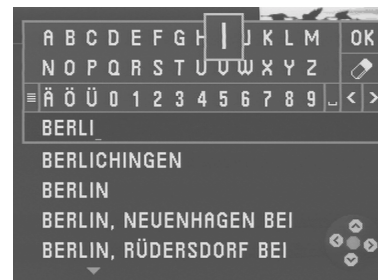 A B C D E F G H I J K L M OK
N O P Q R S T U V W X Y Z
Ä Ö Ü 0 1 2 3 4 5 6 7 8 9 < >
BERLI_
BERLICHINGEN
BERLIN
BERLIN, NEUENHAGEN BEI
BERLIN, RÜDERSDORF BEI